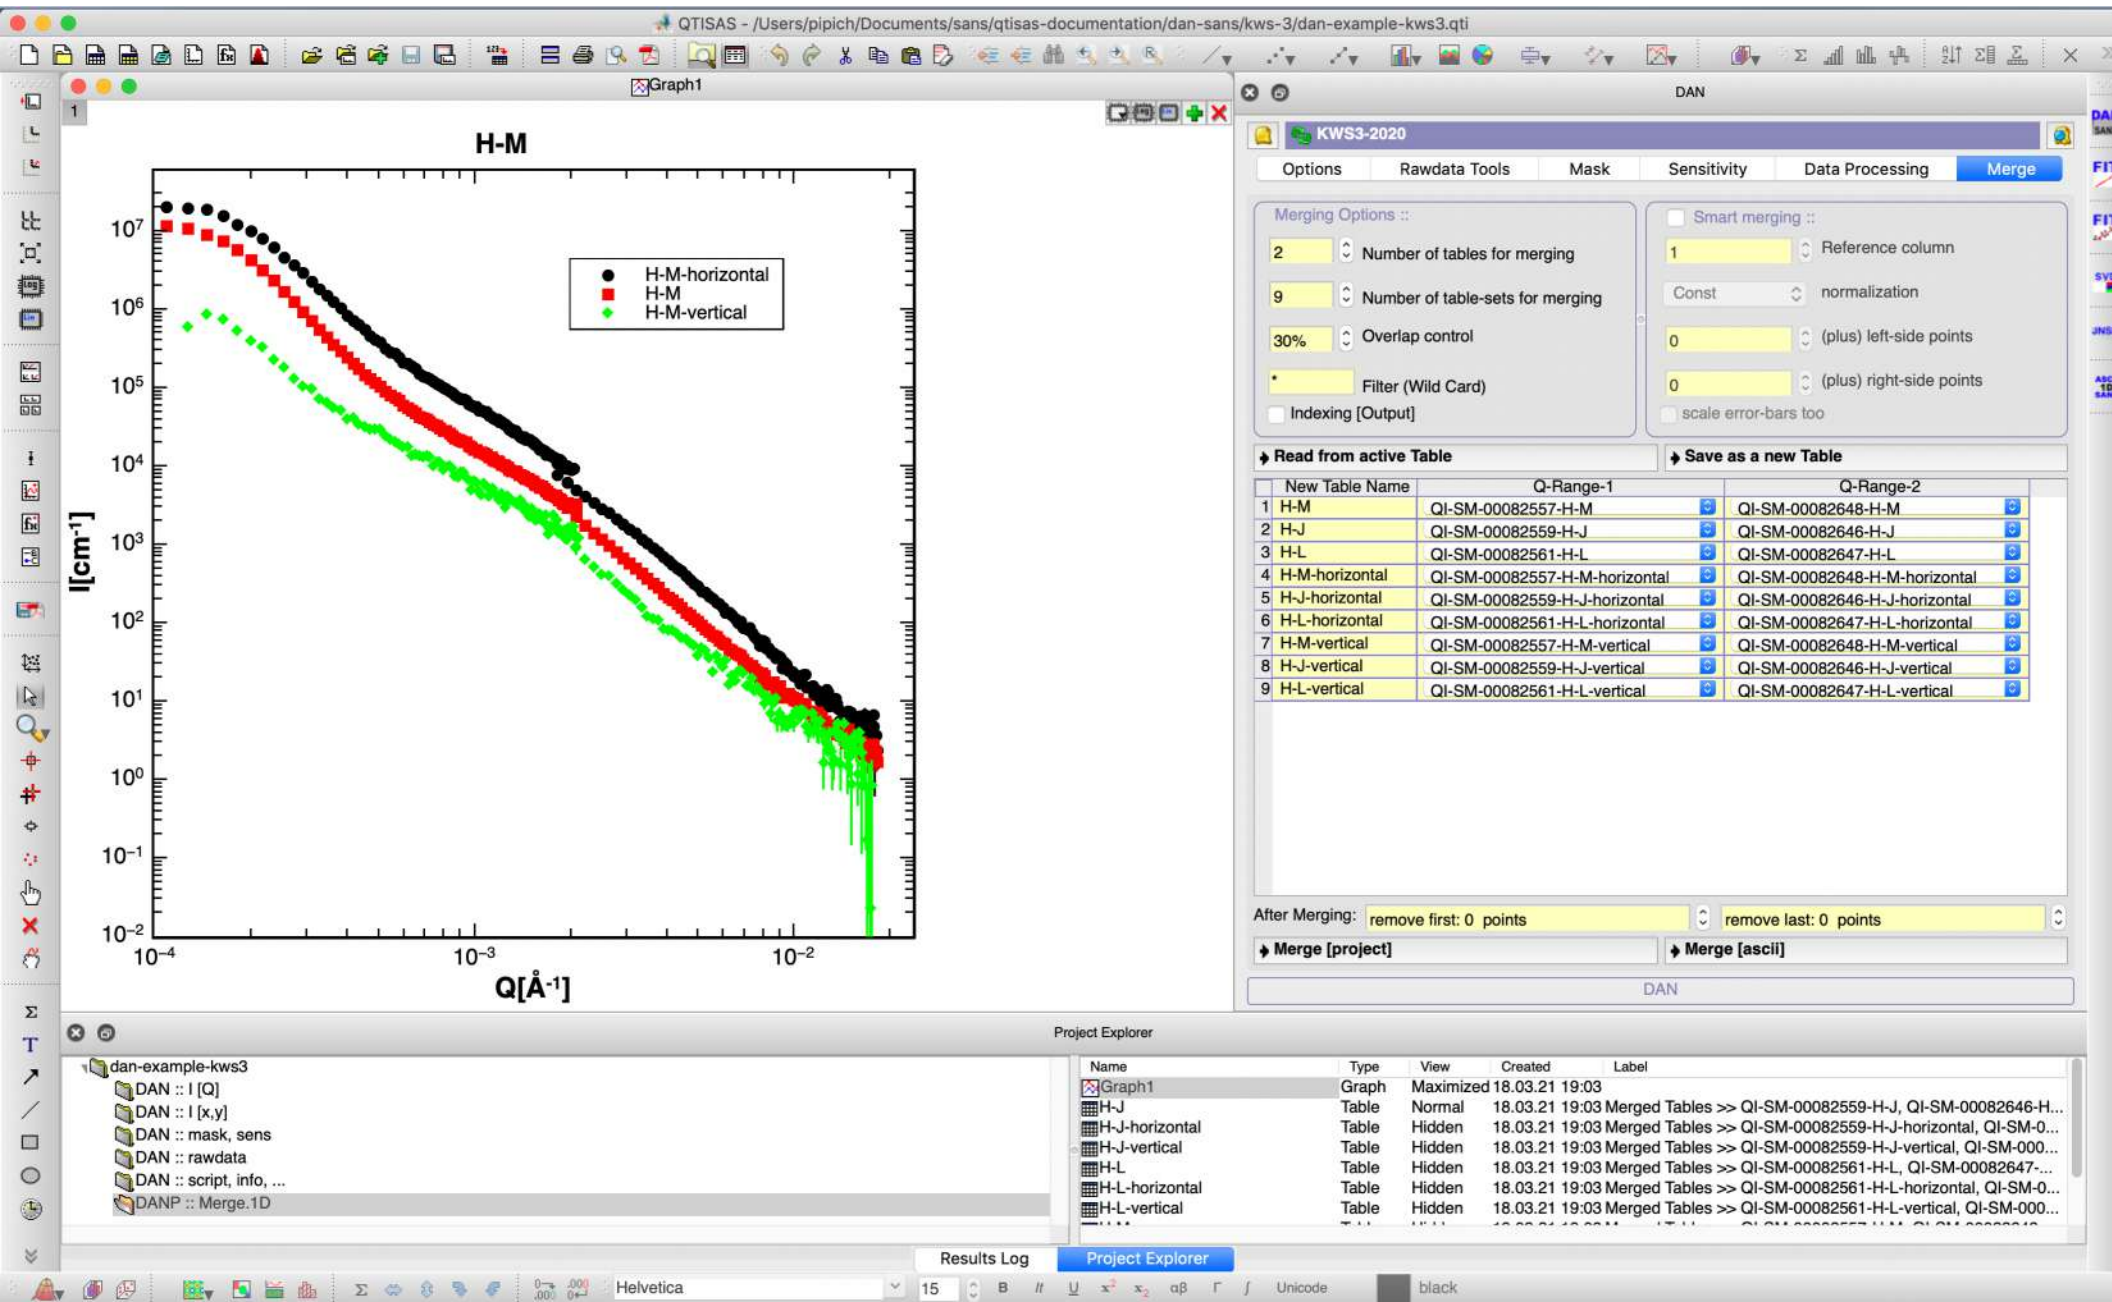 QTISAS - /Users/pipich/Documents/sans/qtisas-documentation/dan-sans/kws-3/dan-example-kws3.qti
Graph1
1
H-M
H-M-horizontal
H-M
H-M-vertical
10⁷
10⁶
10⁵
10⁴
10³
10²
10¹
10⁰
10⁻¹
10⁻²
10⁻⁴ 10⁻³ 10⁻²
I[cm⁻¹]
Q[Å⁻¹]
DAN
KWS3-2020
Options Rawdata Tools Mask Sensitivity Data Processing Merge
Merging Options ::
2 Number of tables for merging
9 Number of table-sets for merging
30% Overlap control
* Filter (Wild Card)
Indexing [Output]
Smart merging ::
1 Reference column
Const normalization
0 (plus) left-side points
0 (plus) right-side points
scale error-bars too
Read from active Table Save as a new Table
New Table Name Q-Range-1 Q-Range-2
1 H-M QI-SM-00082557-H-M QI-SM-00082648-H-M
2 H-J QI-SM-00082559-H-J QI-SM-00082646-H-J
3 H-L QI-SM-00082561-H-L QI-SM-00082647-H-L
4 H-M-horizontal QI-SM-00082557-H-M-horizontal QI-SM-00082648-H-M-horizontal
5 H-J-horizontal QI-SM-00082559-H-J-horizontal QI-SM-00082646-H-J-horizontal
6 H-L-horizontal QI-SM-00082561-H-L-horizontal QI-SM-00082647-H-L-horizontal
7 H-M-vertical QI-SM-00082557-H-M-vertical QI-SM-00082648-H-M-vertical
8 H-J-vertical QI-SM-00082559-H-J-vertical QI-SM-00082646-H-J-vertical
9 H-L-vertical QI-SM-00082561-H-L-vertical QI-SM-00082647-H-L-vertical
After Merging: remove first: 0 points remove last: 0 points
Merge [project] Merge [ascii]
DAN
Project Explorer
dan-example-kws3
DAN :: I [Q]
DAN :: I [x,y]
DAN :: mask, sens
DAN :: rawdata
DAN :: script, info, ...
DANP :: Merge.1D
Name Type View Created Label
Graph1 Graph Maximized 18.03.21 19:03
H-J Table Normal 18.03.21 19:03 Merged Tables >> QI-SM-00082559-H-J, QI-SM-00082646-H...
H-J-horizontal Table Hidden 18.03.21 19:03 Merged Tables >> QI-SM-00082559-H-J-horizontal, QI-SM-0...
H-J-vertical Table Hidden 18.03.21 19:03 Merged Tables >> QI-SM-00082559-H-J-vertical, QI-SM-000...
H-L Table Hidden 18.03.21 19:03 Merged Tables >> QI-SM-00082561-H-L, QI-SM-00082647-...
H-L-horizontal Table Hidden 18.03.21 19:03 Merged Tables >> QI-SM-00082561-H-L-horizontal, QI-SM-0...
H-L-vertical Table Hidden 18.03.21 19:03 Merged Tables >> QI-SM-00082561-H-L-vertical, QI-SM-000...
Results Log Project Explorer
Helvetica 15 B It U x² x₂ αβ Γ ∫ Unicode black